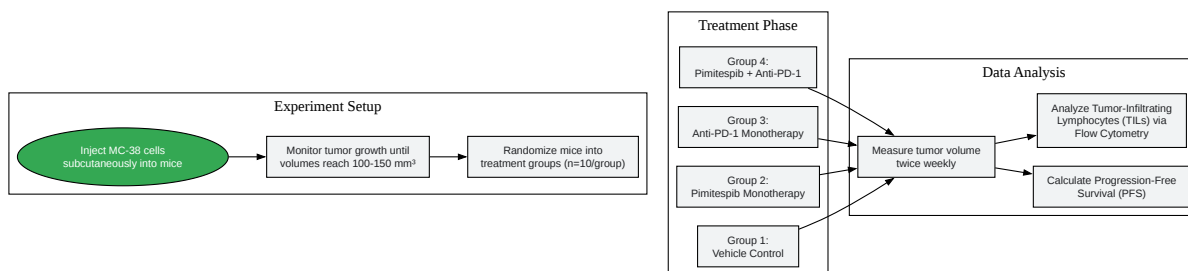 Experiment Setup
Inject MC-38 cells
subcutaneously into mice
Monitor tumor growth until
volumes reach 100-150 mm³
Randomize mice into
treatment groups (n=10/group)
Treatment Phase
Group 4:
Pimitespib + Anti-PD-1
Group 3:
Anti-PD-1 Monotherapy
Group 2:
Pimitespib Monotherapy
Group 1:
Vehicle Control
Data Analysis
Measure tumor volume
twice weekly
Analyze Tumor-Infiltrating
Lymphocytes (TILs) via
Flow Cytometry
Calculate Progression-Free
Survival (PFS)